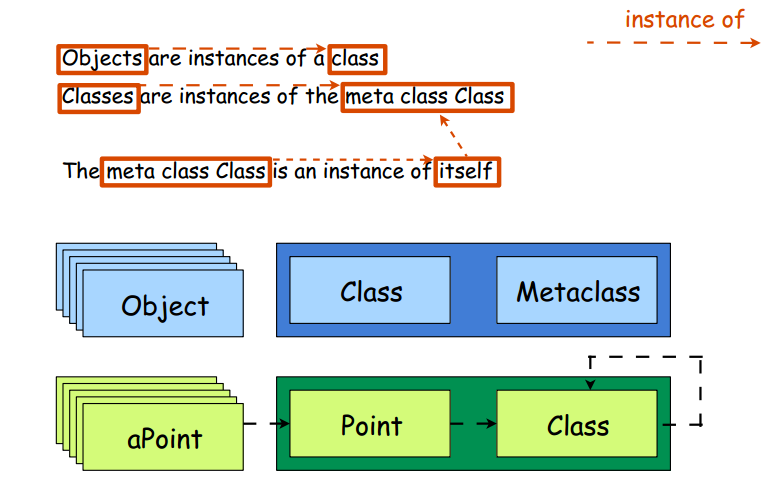 instance of
Objects are instances of a class
Classes are instances of the meta class Class
The meta class Class is an instance of itself
Object
Class
Metaclass
aPoint
Point
Class